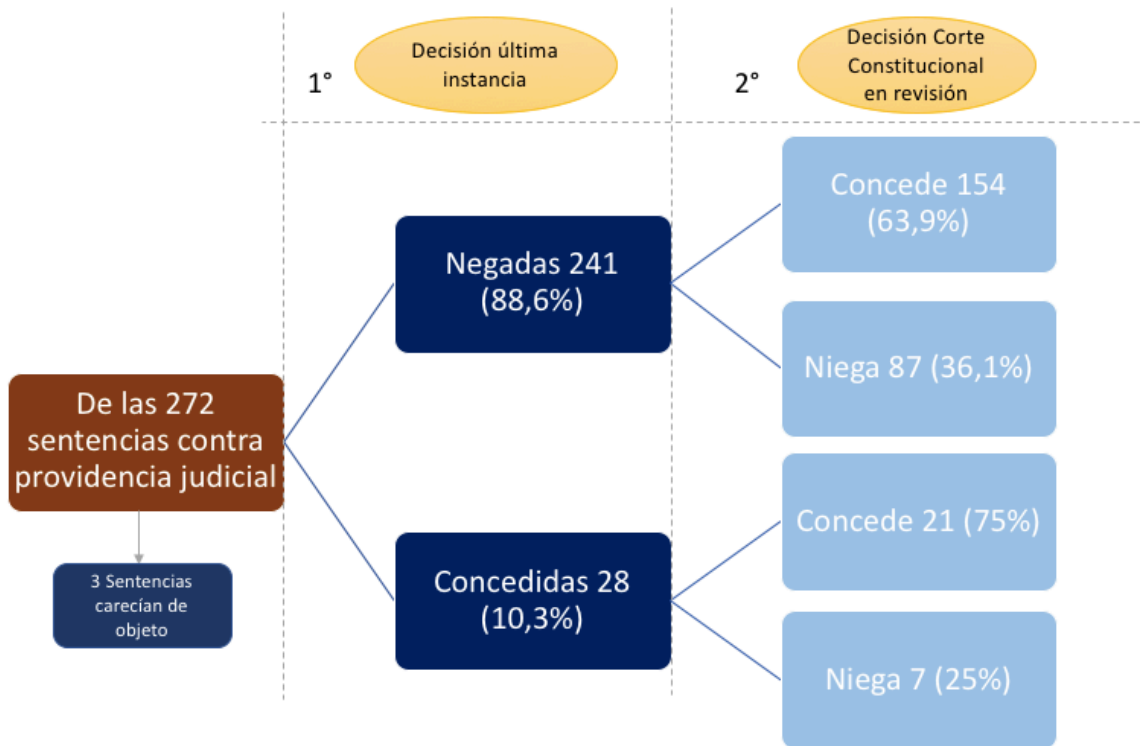 1°
Decisión última
instancia
2°
Decisión Corte
Constitucional
en revisión
De las 272
sentencias contra
providencia judicial
3 Sentencias
carecían de
objeto
Negadas 241
(88,6%)
Concedidas 28
(10,3%)
Concede 154
(63,9%)
Niega 87 (36,1%)
Concede 21 (75%)
Niega 7 (25%)